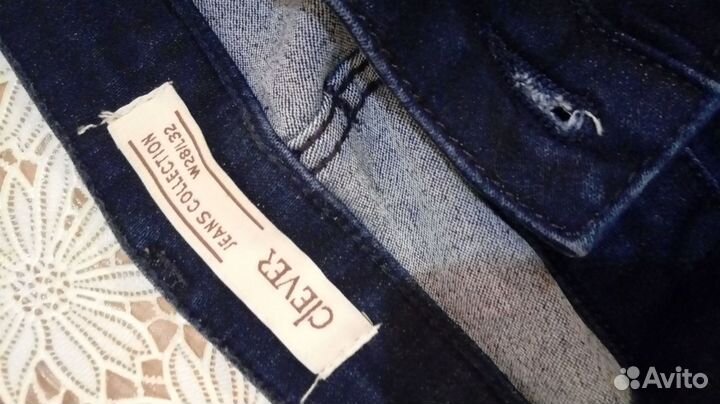 clEVER
JEANS COLLECTION
W28/L32
Avito